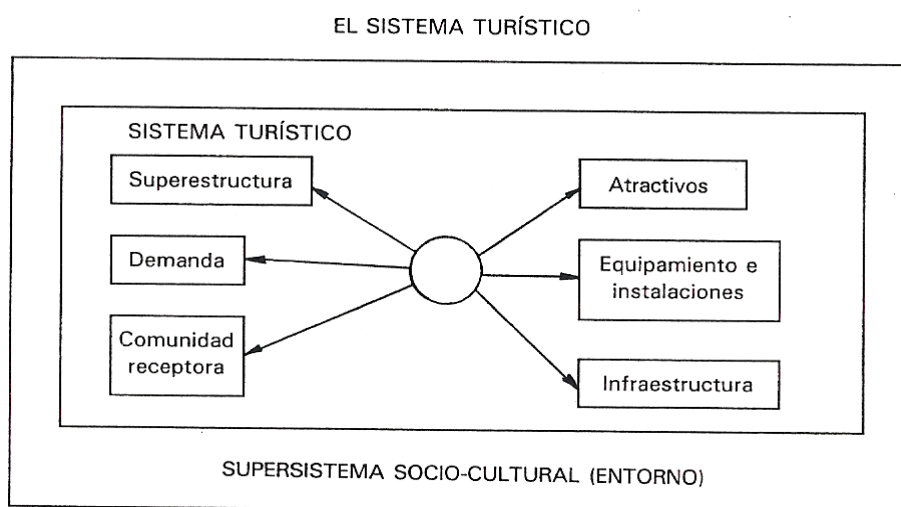 EL SISTEMA TURÍSTICO
SISTEMA TURÍSTICO
Superestructura
Demanda
Comunidad
receptora
Atractivos
Equipamiento e
instalaciones
Infraestructura
SUPERSISTEMA SOCIO-CULTURAL (ENTORNO)